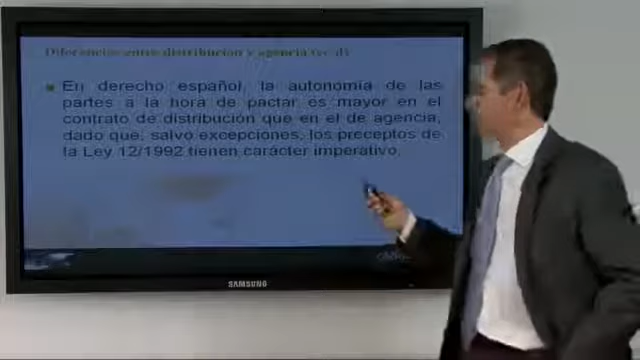 Diferencias entre distribución y agencia
En derecho español, la autonomía de las
partes a la hora de pactar es mayor en el
contrato de distribución que en el de agencia,
dado que, salvo excepciones, los preceptos de
la Ley 12/1992 tienen carácter imperativo.
SAMSUNG